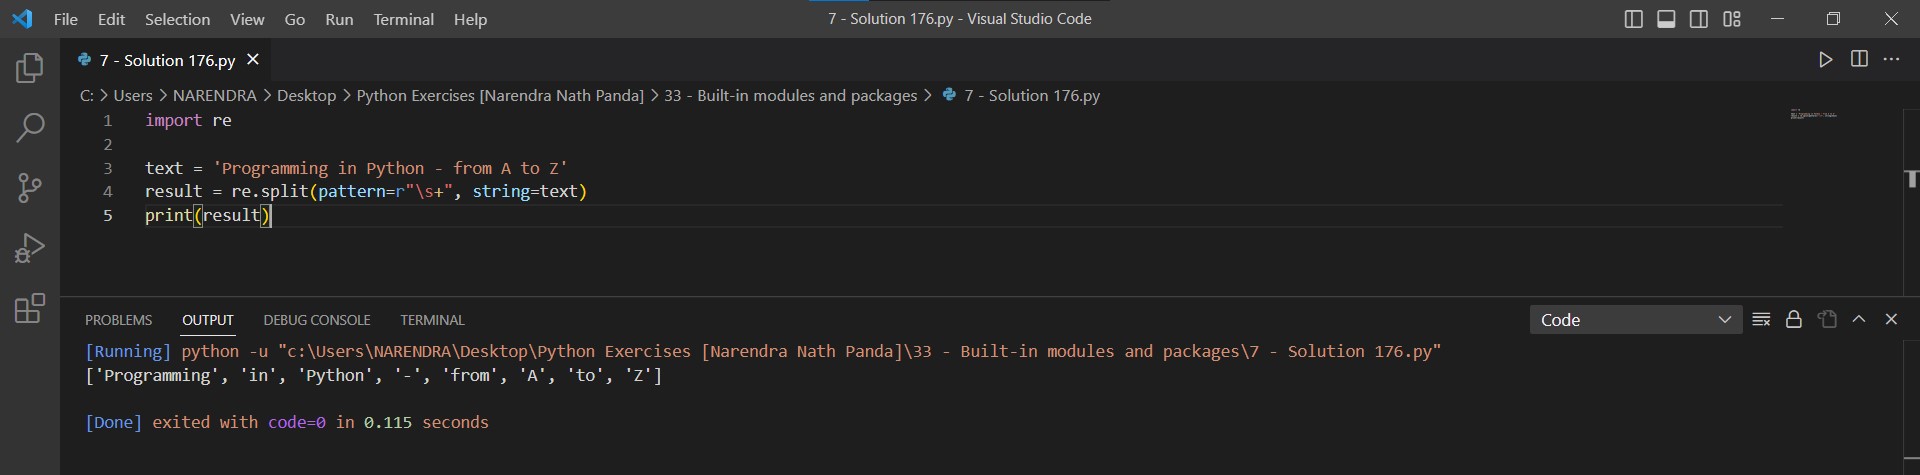 File Edit Selection View Go Run Terminal Help
7 - Solution 176.py - Visual Studio Code
7 - Solution 176.py
C: > Users > NARENDRA > Desktop > Python Exercises [Narendra Nath Panda] > 33 - Built-in modules and packages > 7 - Solution 176.py
1 import re
2
3 text = 'Programming in Python - from A to Z'
4 result = re.split(pattern=r"\s+", string=text)
5 print(result)
PROBLEMS OUTPUT DEBUG CONSOLE TERMINAL Code
[Running] python -u "c:\Users\NARENDRA\Desktop\Python Exercises [Narendra Nath Panda]\33 - Built-in modules and packages\7 - Solution 176.py"
['Programming', 'in', 'Python', '-', 'from', 'A', 'to', 'Z']
[Done] exited with code=0 in 0.115 seconds